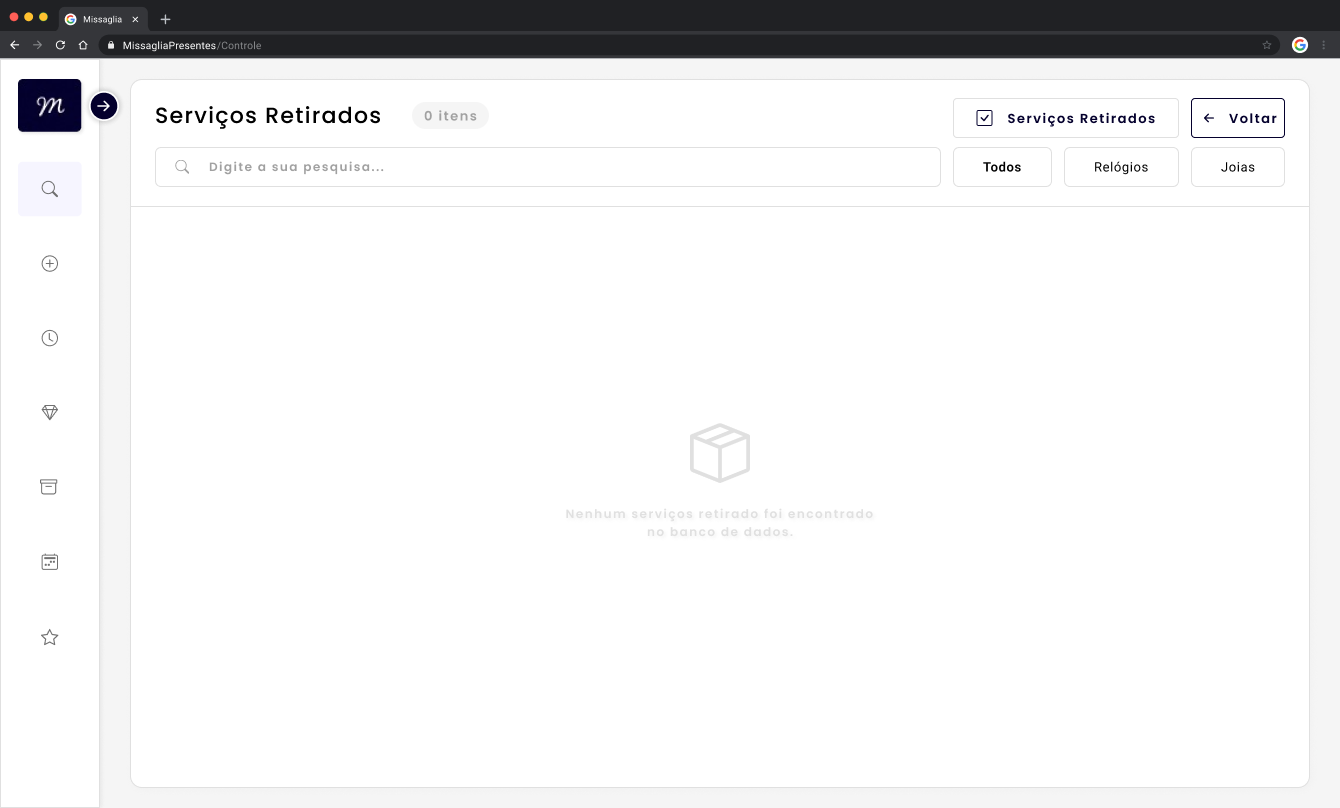 Missaglia
MissagliaPresentes/Controle
m
Serviços Retirados
0 itens
Serviços Retirados
Voltar
Digite a sua pesquisa...
Todos
Relógios
Joias
Nenhum serviços retirado foi encontrado
no banco de dados.